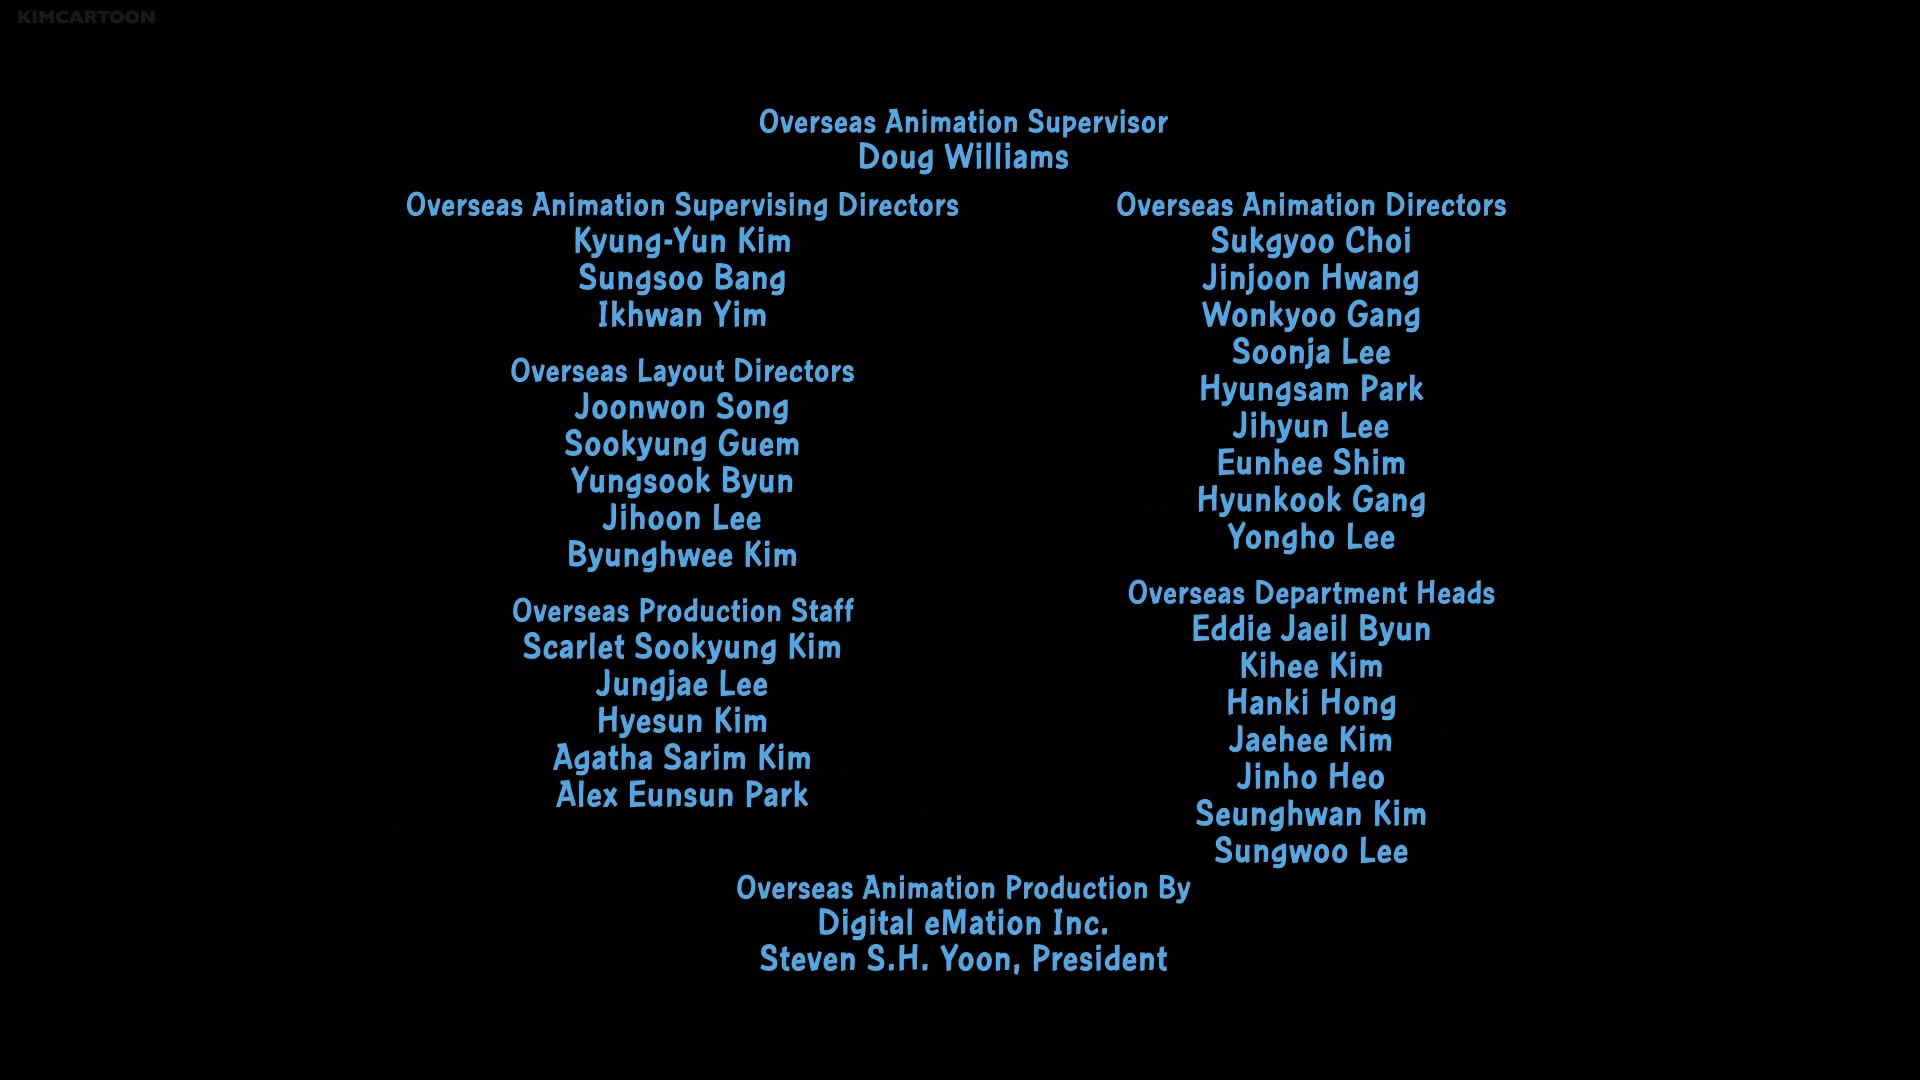 KIMCARTOON
Overseas Animation Supervisor
Doug Williams
Overseas Animation Supervising Directors
Kyung-Yun Kim
Sungsoo Bang
Ikhwan Yim
Overseas Layout Directors
Joonwon Song
Sookyung Guem
Yungsook Byun
Jihoon Lee
Byunghwee Kim
Overseas Production Staff
Scarlet Sookyung Kim
Jungjae Lee
Hyesun Kim
Agatha Sarim Kim
Alex Eunsun Park
Overseas Animation Directors
Sukgyoo Choi
Jinjoon Hwang
Wonkyoo Gang
Soonja Lee
Hyungsam Park
Jihyun Lee
Eunhee Shim
Hyunkook Gang
Yongho Lee
Overseas Department Heads
Eddie Jaeil Byun
Kihee Kim
Hanki Hong
Jaehee Kim
Jinho Heo
Seunghwan Kim
Sungwoo Lee
Overseas Animation Production By
Digital eMation Inc.
Steven S.H. Yoon, President